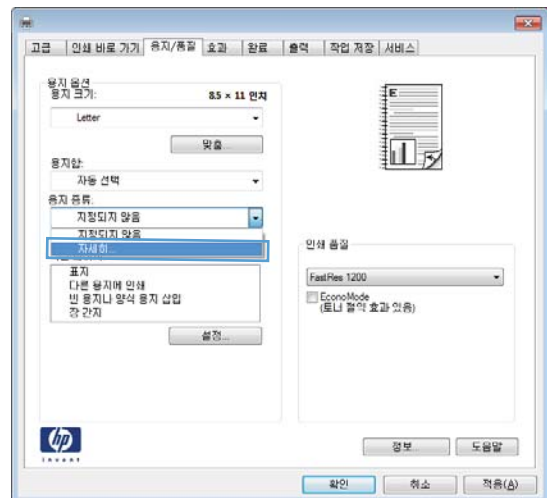 고급 인쇄 바로 가기 용지/품질 효과 완료 출력 작업 저장 서비스
용지 옵션
용지 크기: 8.5 × 11 인치
Letter
맞춤...
용지함:
자동 선택
용지 종류:
지정되지 않음
지정되지 않음
자세히...
표지
다른 용지에 인쇄
빈 용지나 양식 용지 삽입
장 간지
설정...
E
인쇄 품질
FastRes 1200
EconoMode
(토너 절약 효과 있음)
hp
invent
정보... 도움말
확인 취소 적용(A)